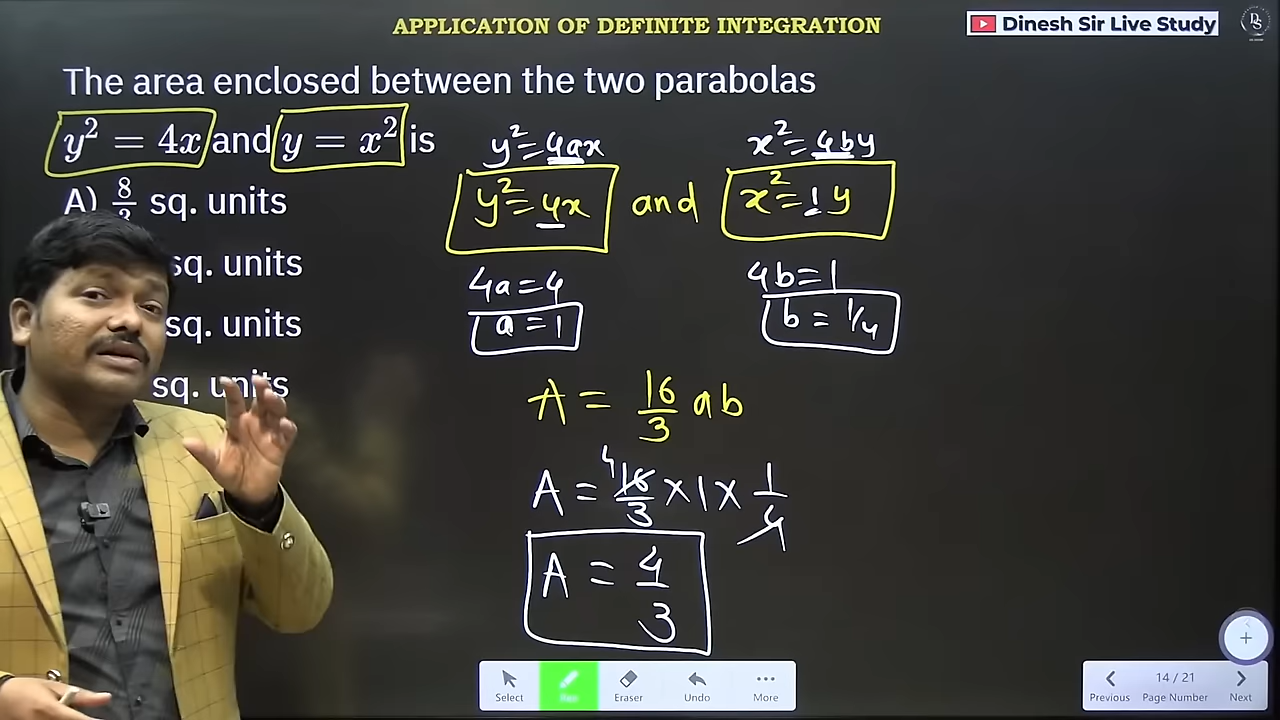 APPLICATION OF DEFINITE INTEGRATION
Dinesh Sir Live Study
DS
The area enclosed between the two parabolas
y² = 4x and y = x² is
A) 8/3 sq. units
sq. units
sq. units
sq. units
y² = 4ax
x² = 4by
y² = 4x and x² = 1y
4a = 4
a = 1
4b = 1
b = 1/4
A = 16/3 ab
A = 16/3 × 1 × 1/4
4
A = 4/3
Select
Pen
Eraser
Undo
More
Previous
14 / 21
Page Number
Next